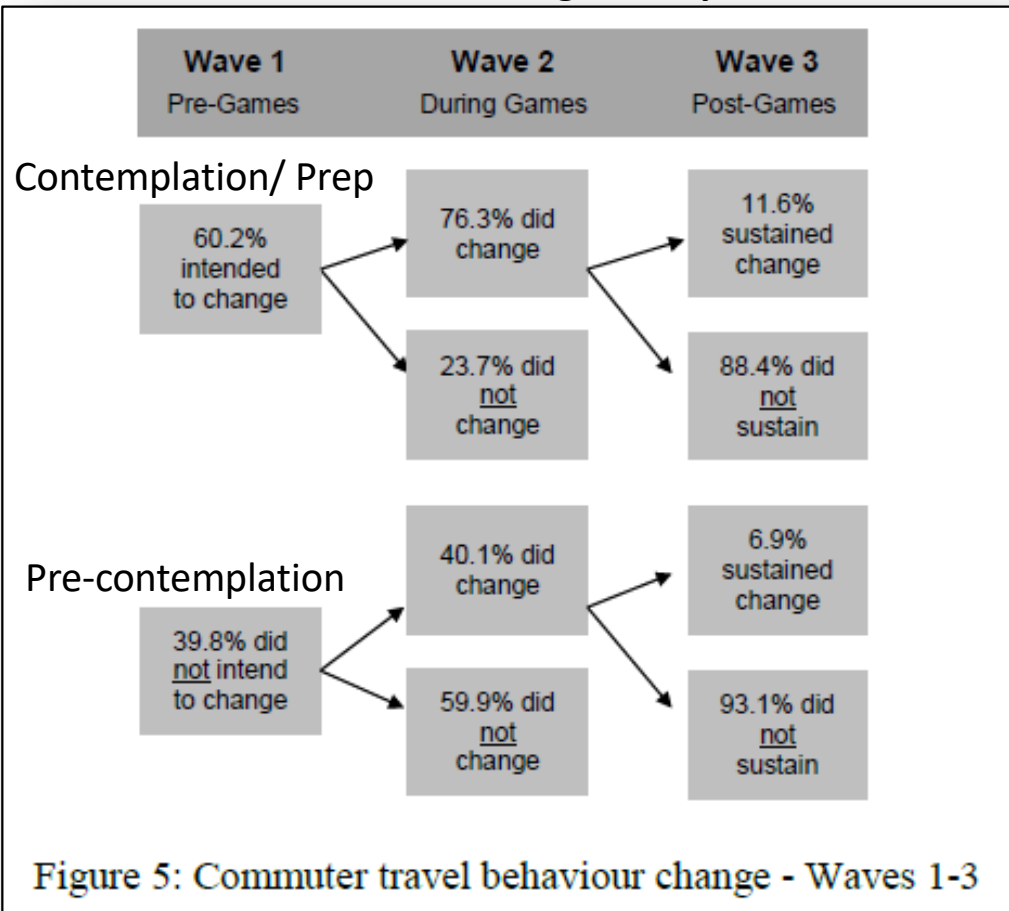 Wave 1
Pre-Games
Wave 2
During Games
Wave 3
Post-Games
Contemplation/ Prep
60.2%
intended
to change
76.3% did
change
11.6%
sustained
change
23.7% did
not
change
88.4% did
not
sustain
Pre-contemplation
39.8% did
not intend
to change
40.1% did
change
6.9%
sustained
change
59.9% did
not
change
93.1% did
not
sustain
Figure 5: Commuter travel behaviour change - Waves 1-3